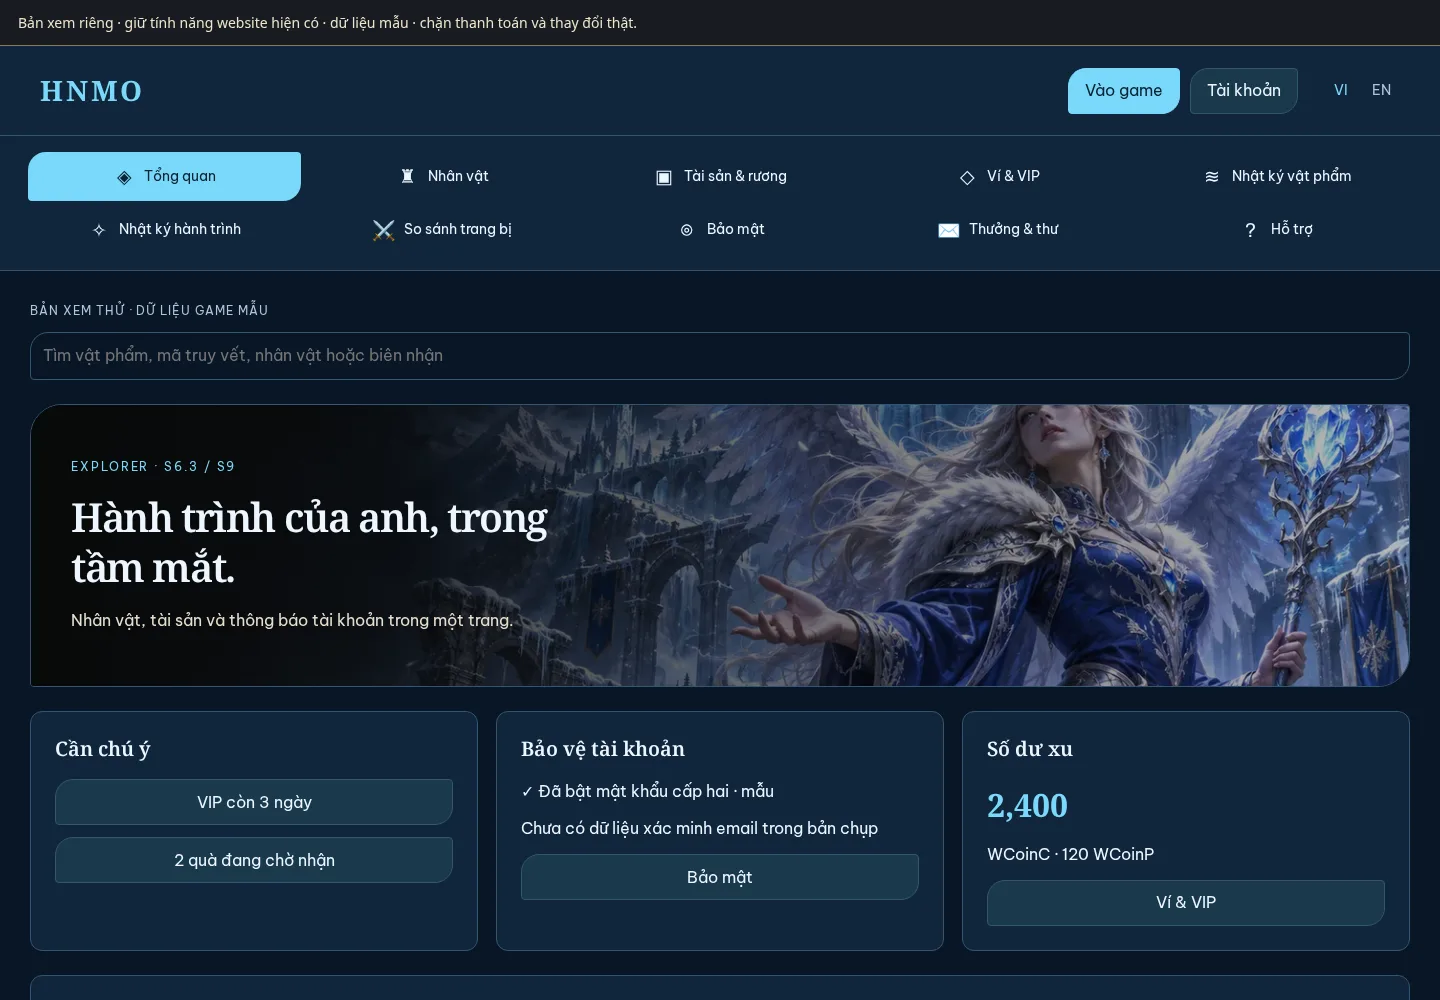 Bản xem riêng · giữ tính năng website hiện có · dữ liệu mẫu · chặn thanh toán và thay đổi thật.
HNMO
Vào game
Tài khoản
VI
EN
Tổng quan
Nhân vật
Tài sản & rương
Ví & VIP
Nhật ký vật phẩm
Nhật ký hành trình
So sánh trang bị
Bảo mật
Thưởng & thư
? Hỗ trợ
BẢN XEM THỬ · DỮ LIỆU GAME MẪU
Tìm vật phẩm, mã truy vết, nhân vật hoặc biên nhận
EXPLORER · S6.3 / S9
Hành trình của anh, trong
tầm mắt.
Nhân vật, tài sản và thông báo tài khoản trong một trang.
Cần chú ý
VIP còn 3 ngày
2 quà đang chờ nhận
Bảo vệ tài khoản
✓ Đã bật mật khẩu cấp hai · mẫu
Chưa có dữ liệu xác minh email trong bản chụp
Bảo mật
Số dư xu
2,400
WCoinC · 120 WCoinP
Ví & VIP